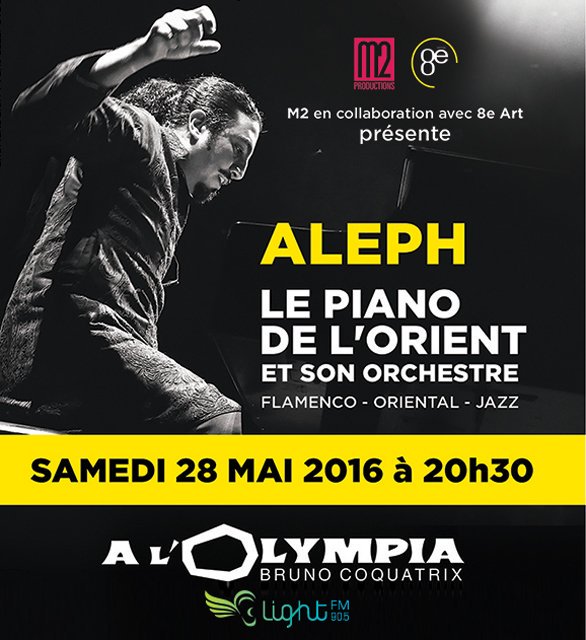 M2
PRODUCTIONS
8e
M2 en collaboration avec 8e Art
présente
ALEPH
LE PIANO
DE L'ORIENT
ET SON ORCHESTRE
FLAMENCO - ORIENTAL - JAZZ
SAMEDI 28 MAI 2016 à 20h30
A L'OLYMPIA
BRUNO COQUATRIX
Light FM
90.5